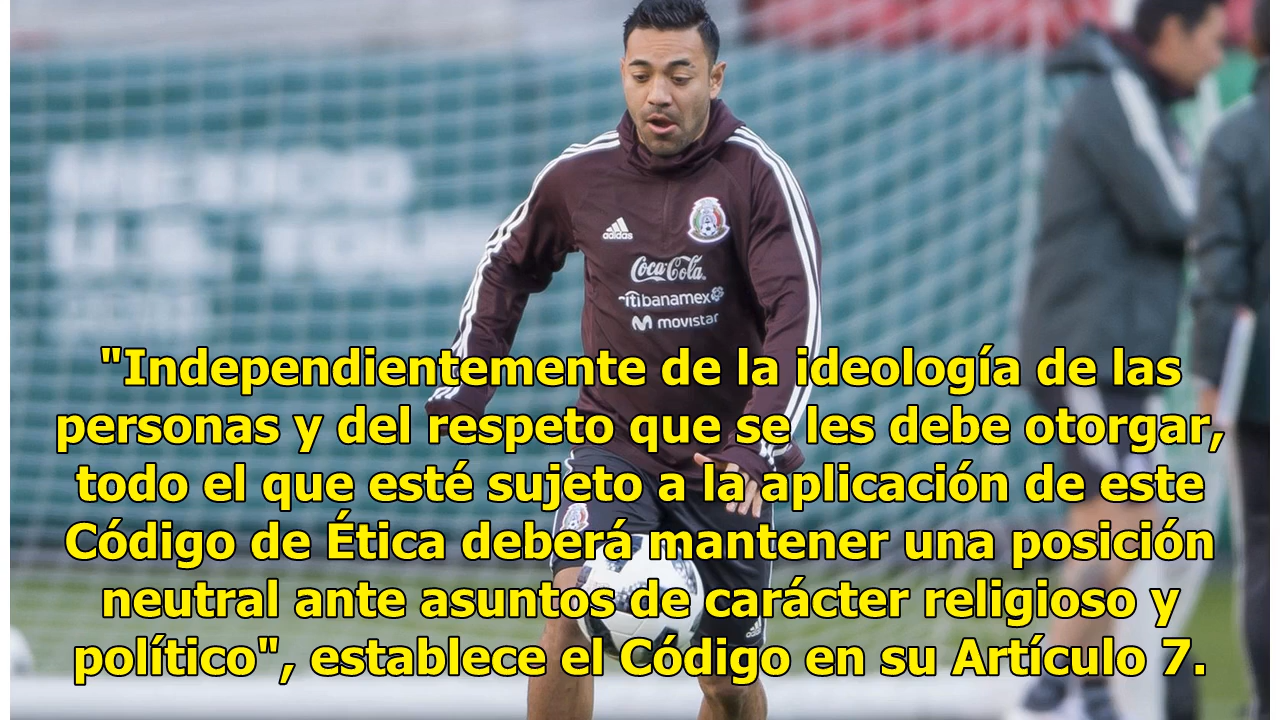 MEXICO
U.S. TOUR
adidas
Coca-Cola
citibanamex
movistar
"Independientemente de la ideología de las
personas y del respeto que se les debe otorgar,
todo el que esté sujeto a la aplicación de este
Código de Ética deberá mantener una posición
neutral ante asuntos de carácter religioso y
político", establece el Código en su Artículo 7.